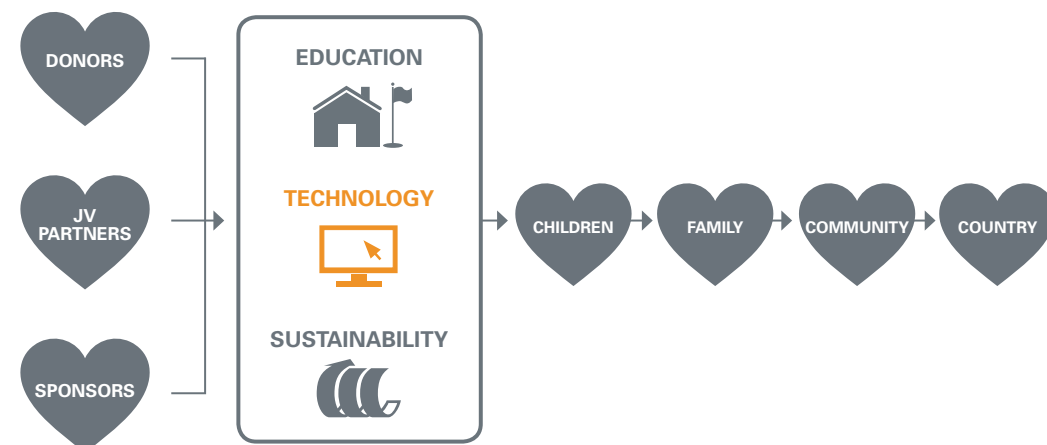 DONORS
JV
PARTNERS
SPONSORS
EDUCATION
TECHNOLOGY
SUSTAINABILITY
CHILDREN
FAMILY
COMMUNITY
COUNTRY